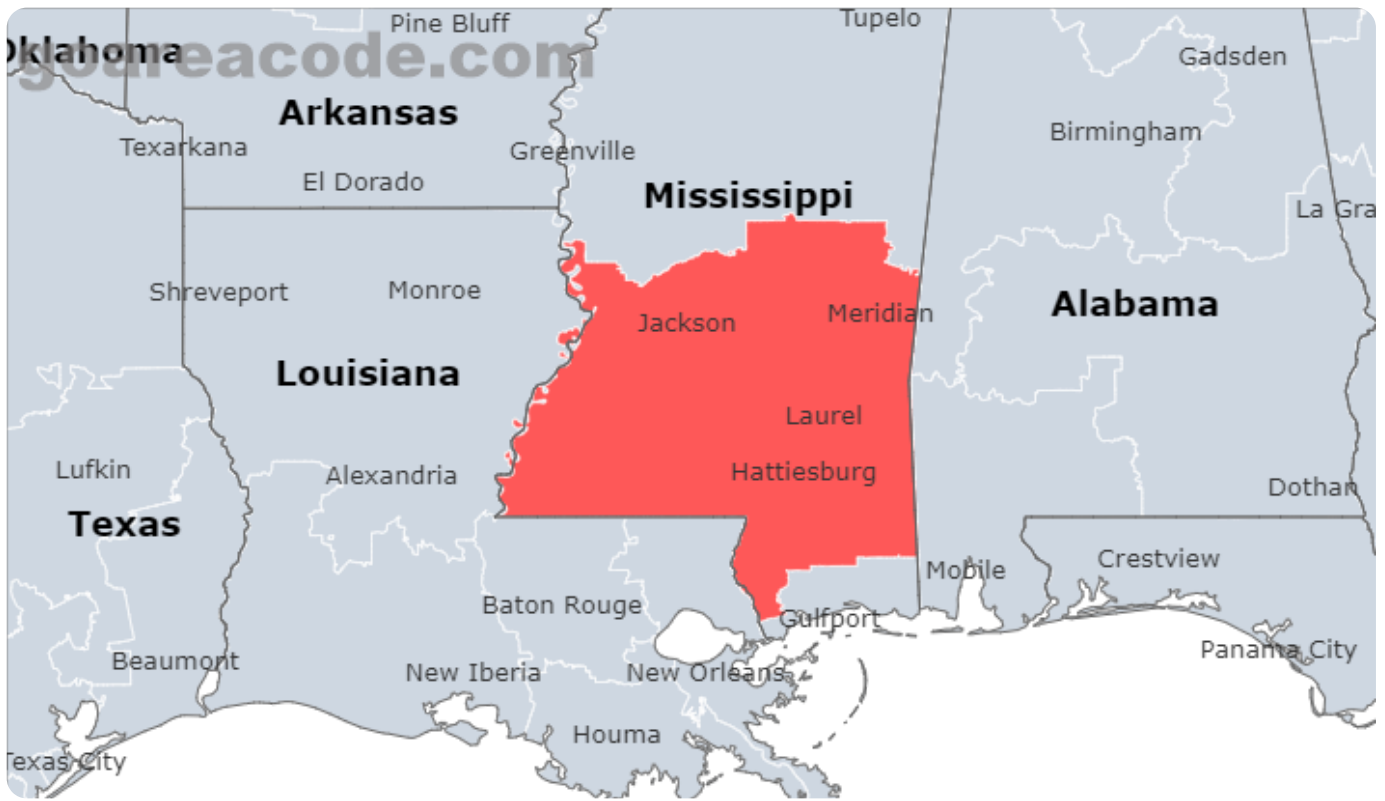 Tupelo
Pine Bluff
Oklahoma
goareacode.com
Gadsden
Arkansas
Birmingham
Texarkana
Greenville
El Dorado
Mississippi
La Gra
Shreveport
Monroe
Alabama
Jackson
Meridian
Louisiana
Laurel
Lufkin
Alexandria
Hattiesburg
Dothan
Texas
Crestview
Mobile
Baton Rouge
Gulfport
Panama City
Beaumont
New Iberia
New Orleans
Houma
Texas City